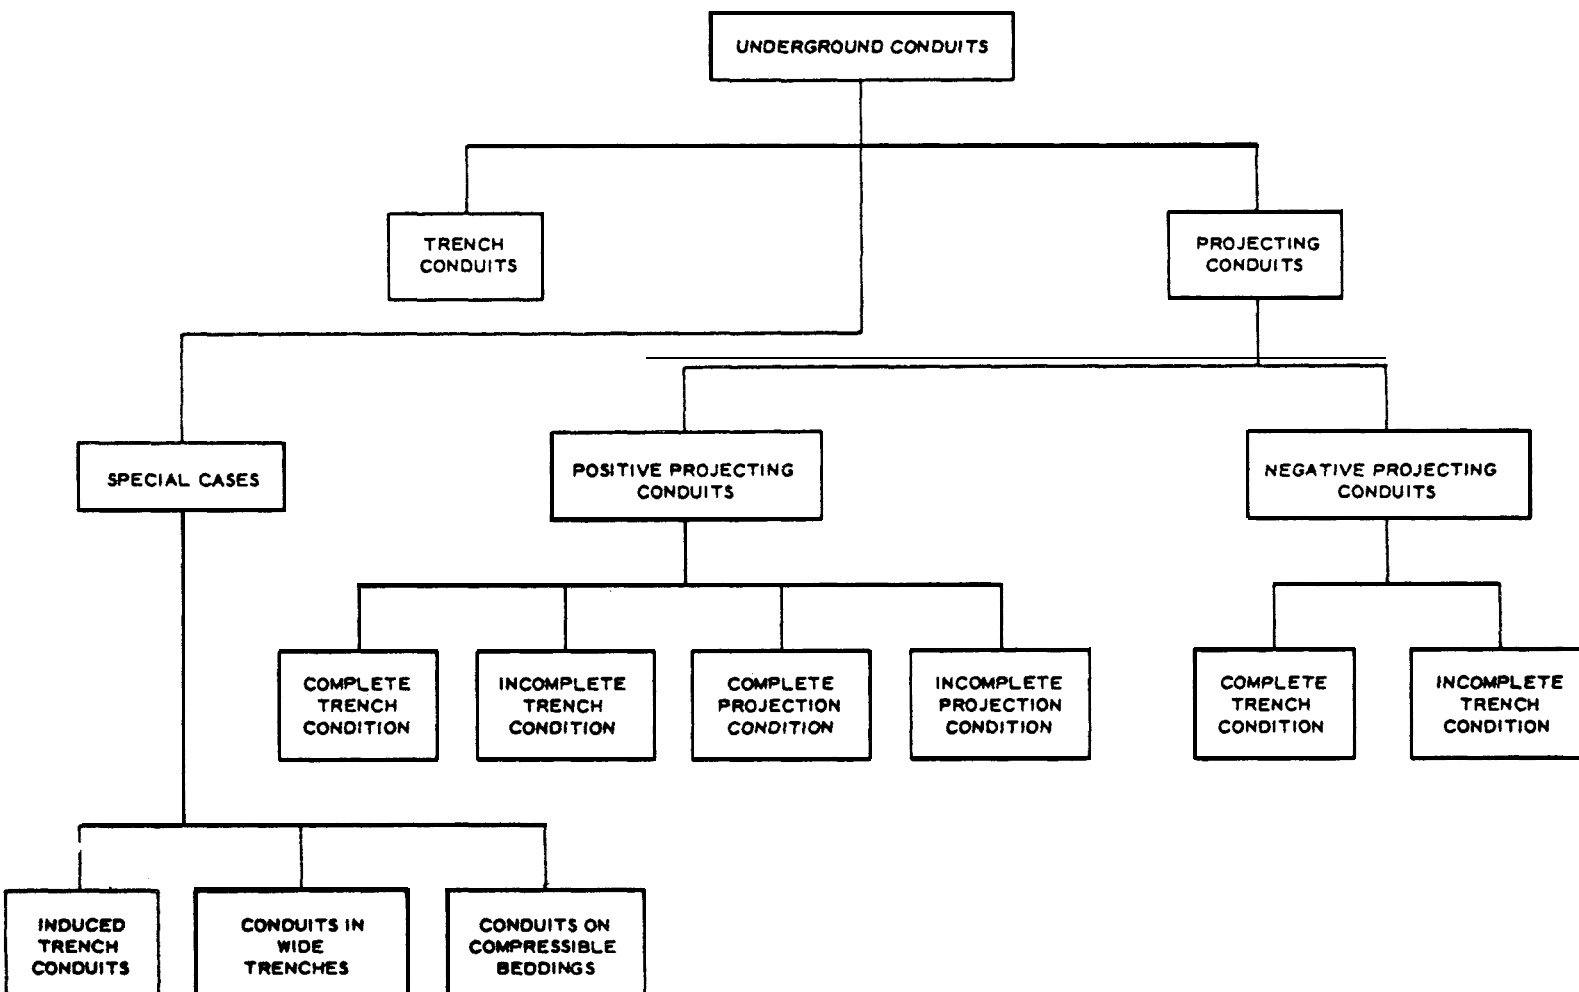 UNDERGROUND CONDUITS
TRENCH
CONDUITS
PROJECTING
CONDUITS
SPECIAL CASES
POSITIVE PROJECTING
CONDUITS
NEGATIVE PROJECTING
CONDUITS
COMPLETE
TRENCH
CONDITION
INCOMPLETE
TRENCH
CONDITION
COMPLETE
PROJECTION
CONDITION
INCOMPLETE
PROJECTION
CONDITION
COMPLETE
TRENCH
CONDITION
INCOMPLETE
TRENCH
CONDITION
INDUCED
TRENCH
CONDUITS
CONDUITS IN
WIDE
TRENCHES
CONDUITS ON
COMPRESSIBLE
BEDDINGS